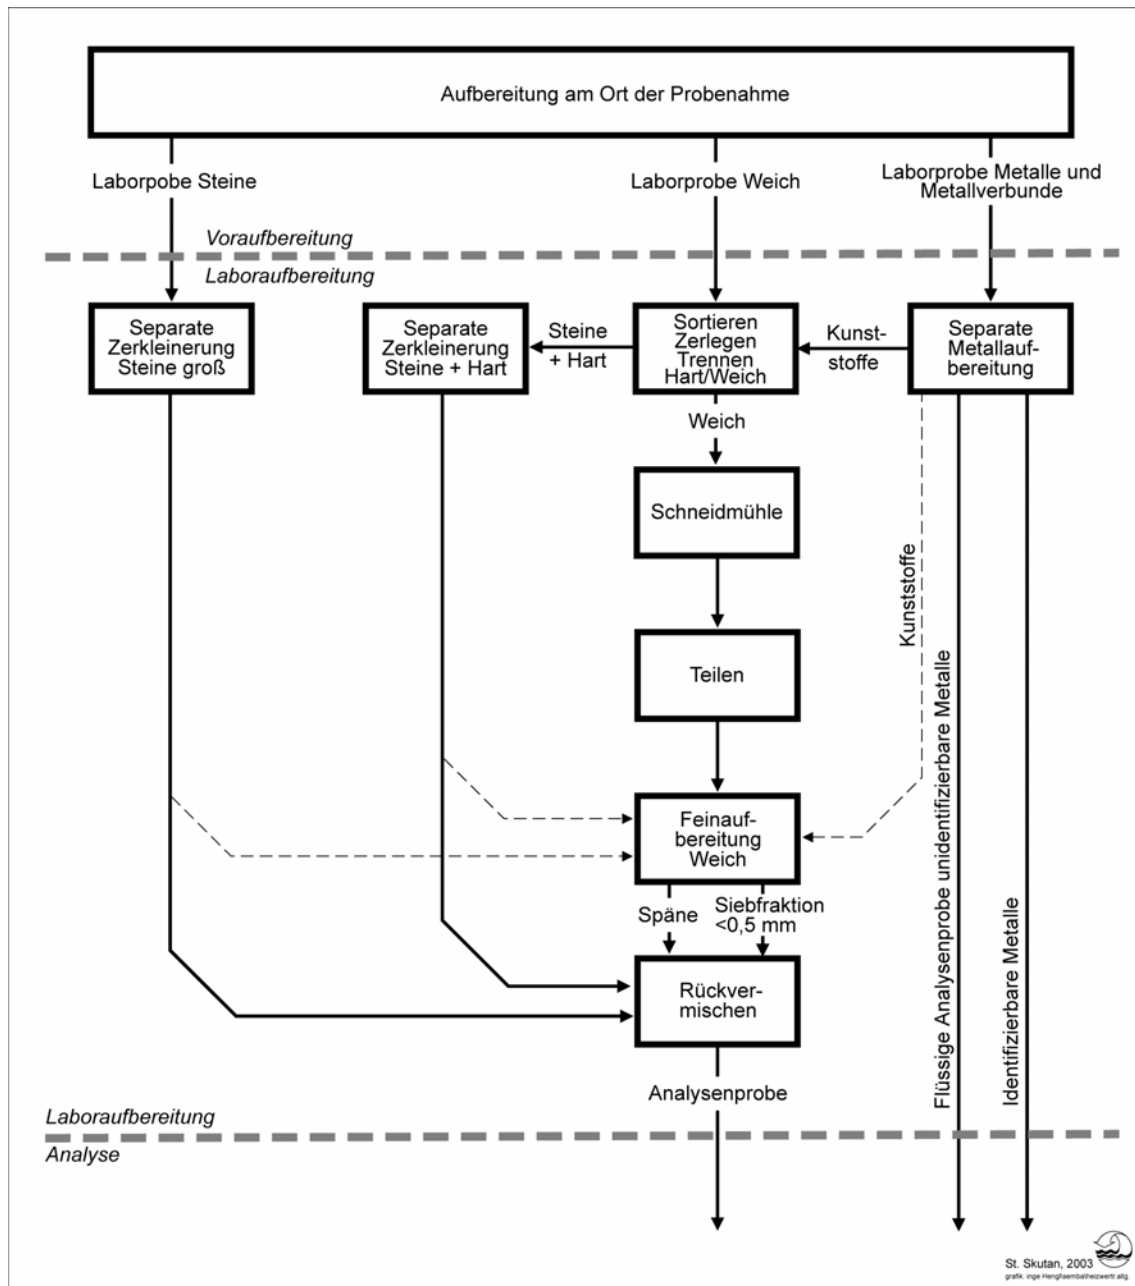 Aufbereitung am Ort der Probenahme
Laborpobe Steine
Laborprobe Weich
Laborprobe Metalle und
Metallverbunde
Voraufbereitung
Laboraufbereitung
Separate
Zerkleinerung
Steine groß
Separate
Zerkleinerung
Steine + Hart
Steine
+ Hart
Sortieren
Zerlegen
Trennen
Hart/Weich
Kunst-
stoffe
Separate
Metallauf-
bereitung
Weich
Schneidmühle
Teilen
Kunststoffe
Flüssige Analysenprobe unidentifizierbare Metalle
Identifizierbare Metalle
Feinauf-
bereitung
Weich
Späne
Siebfraktion
<0,5 mm
Rückver-
mischen
Analysenprobe
Laboraufbereitung
Analyse
St. Skutan, 2003
grafik: inge